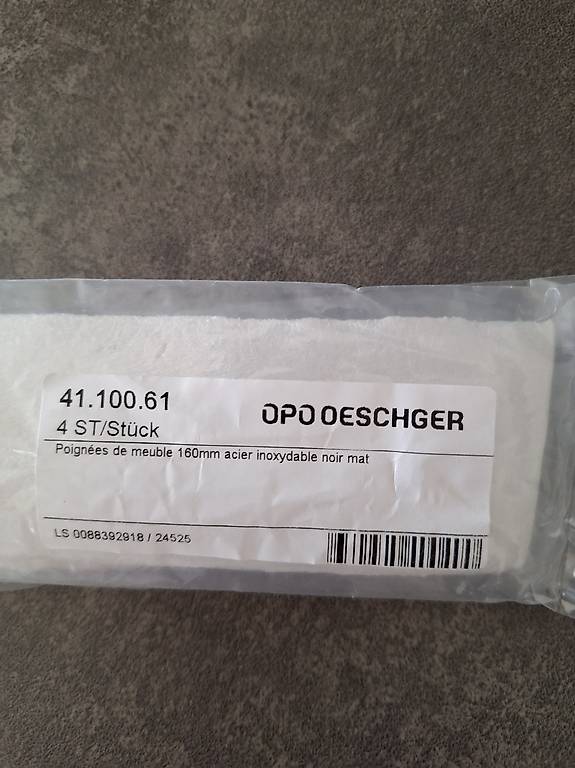 41.100.61
OPO OESCHGER
4 ST/Stück
Poignées de meuble 160mm acier inoxydable noir mat
LS 0088392918 / 24525